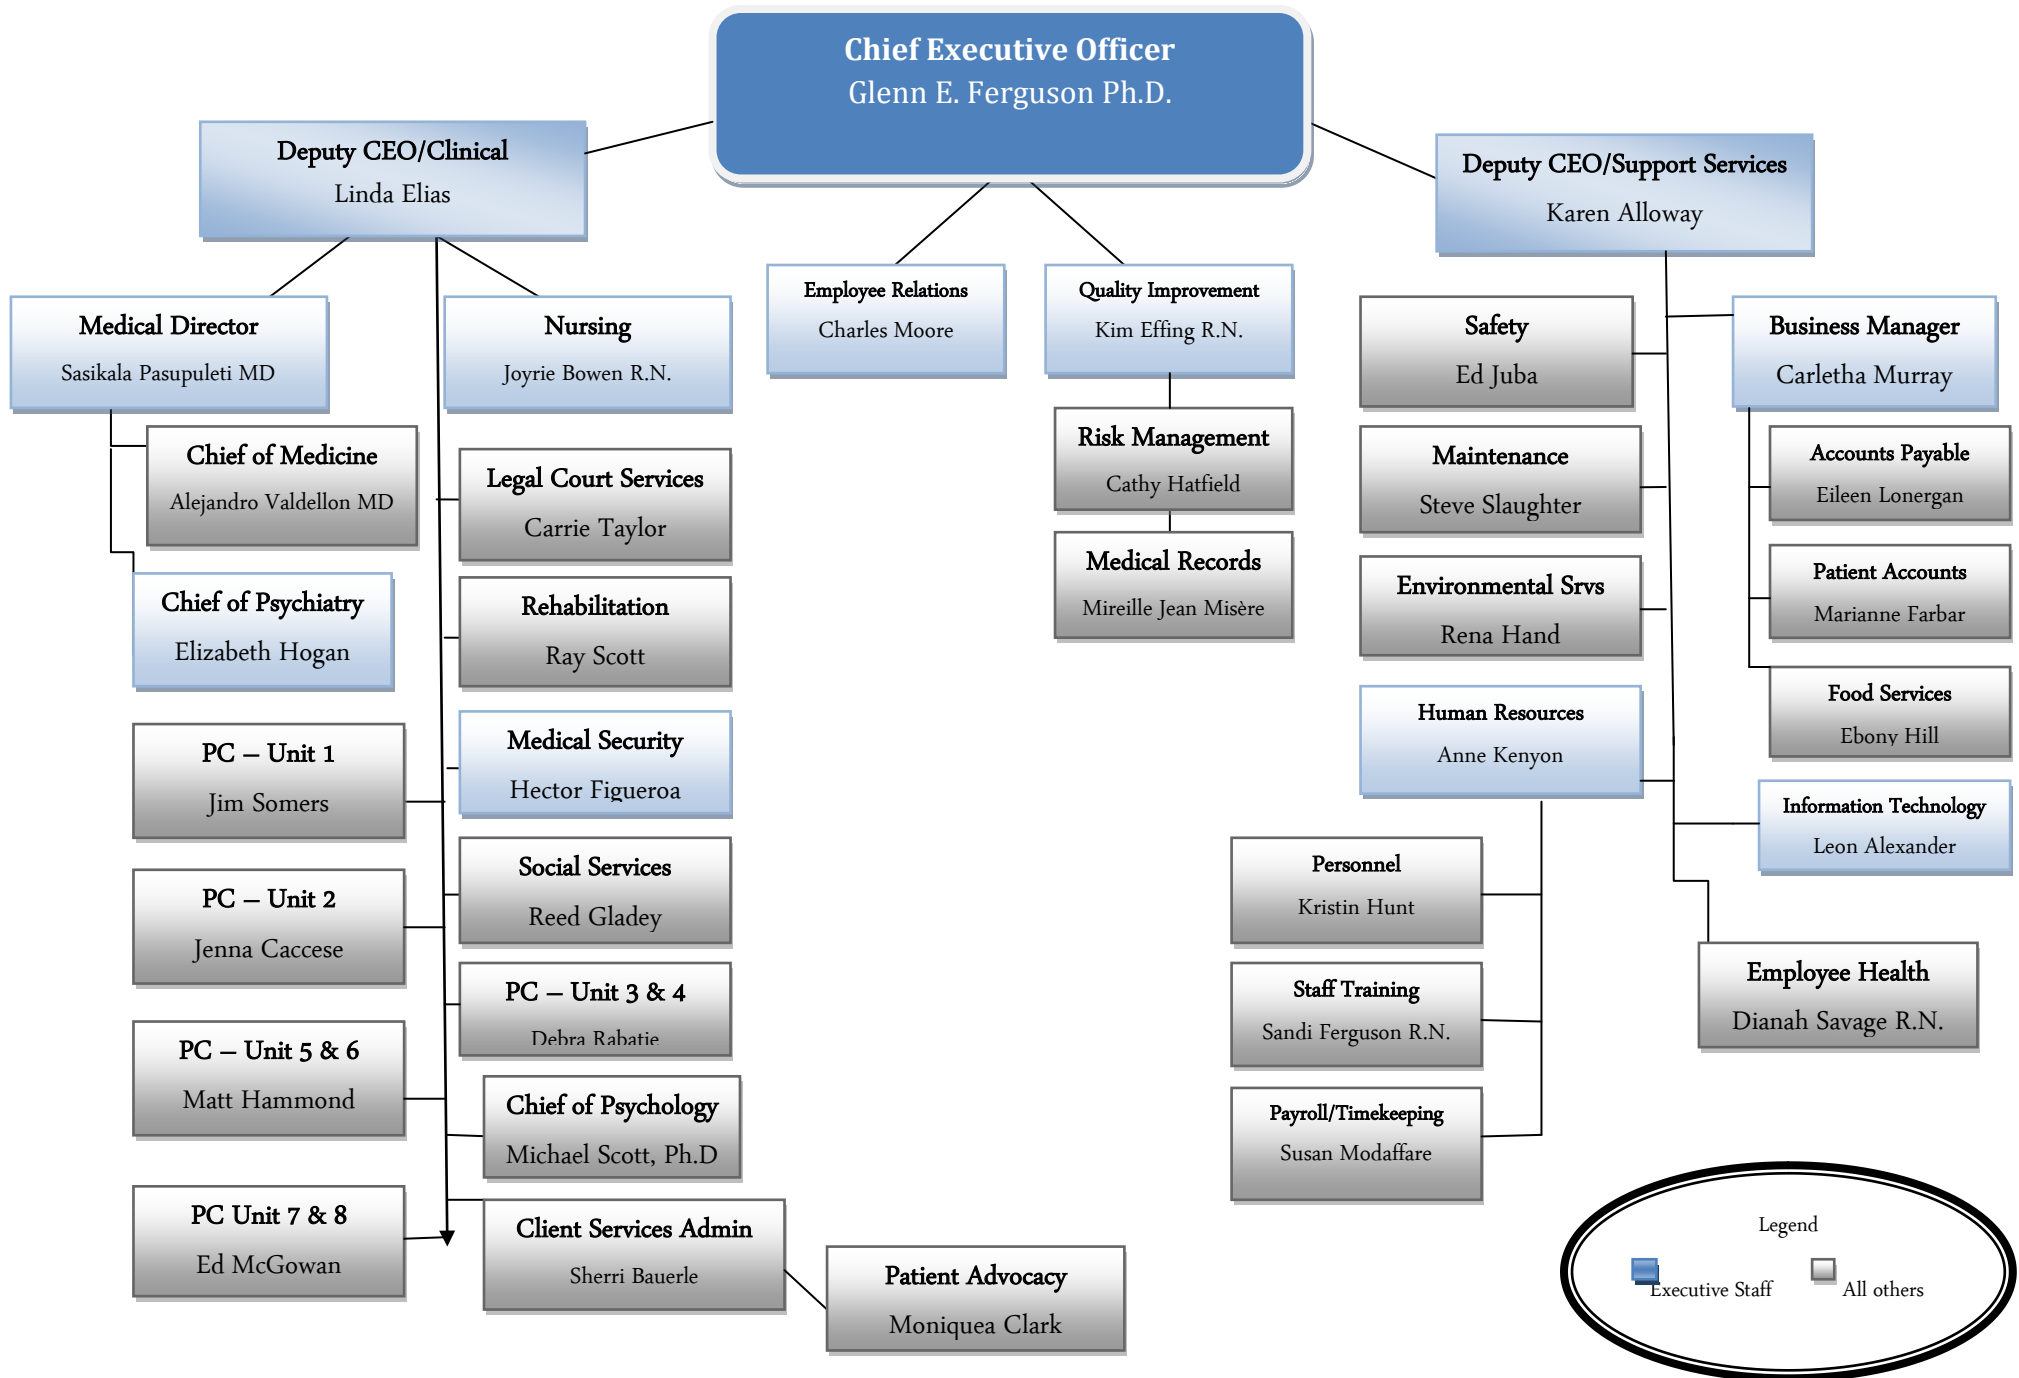 Chief Executive Officer
Glenn E. Ferguson Ph.D.
Deputy CEO/Clinical
Linda Elias
Deputy CEO/Support Services
Karen Alloway
Medical Director
Sasikala Pasupuleti MD
Nursing
Joyrie Bowen R.N.
Employee Relations
Charles Moore
Quality Improvement
Kim Effing R.N.
Safety
Ed Juba
Business Manager
Carletha Murray
Chief of Medicine
Alejandro Valdellon MD
Legal Court Services
Carrie Taylor
Risk Management
Cathy Hatfield
Maintenance
Steve Slaughter
Accounts Payable
Eileen Lonergan
Chief of Psychiatry
Elizabeth Hogan
Rehabilitation
Ray Scott
Medical Records
Mireille Jean Misère
Environmental Srvs
Rena Hand
Patient Accounts
Marianne Farbar
PC – Unit 1
Jim Somers
Medical Security
Hector Figueroa
Human Resources
Anne Kenyon
Food Services
Ebony Hill
PC – Unit 2
Jenna Caccese
Social Services
Reed Gladey
Personnel
Kristin Hunt
Information Technology
Leon Alexander
PC – Unit 5 & 6
Matt Hammond
PC – Unit 3 & 4
Debra Rabatie
Staff Training
Sandi Ferguson R.N.
Employee Health
Dianah Savage R.N.
Chief of Psychology
Michael Scott, Ph.D
Payroll/Timekeeping
Susan Modaffare
PC Unit 7 & 8
Ed McGowan
Client Services Admin
Sherri Bauerle
Patient Advocacy
Moniquea Clark
Legend
Executive Staff
All others